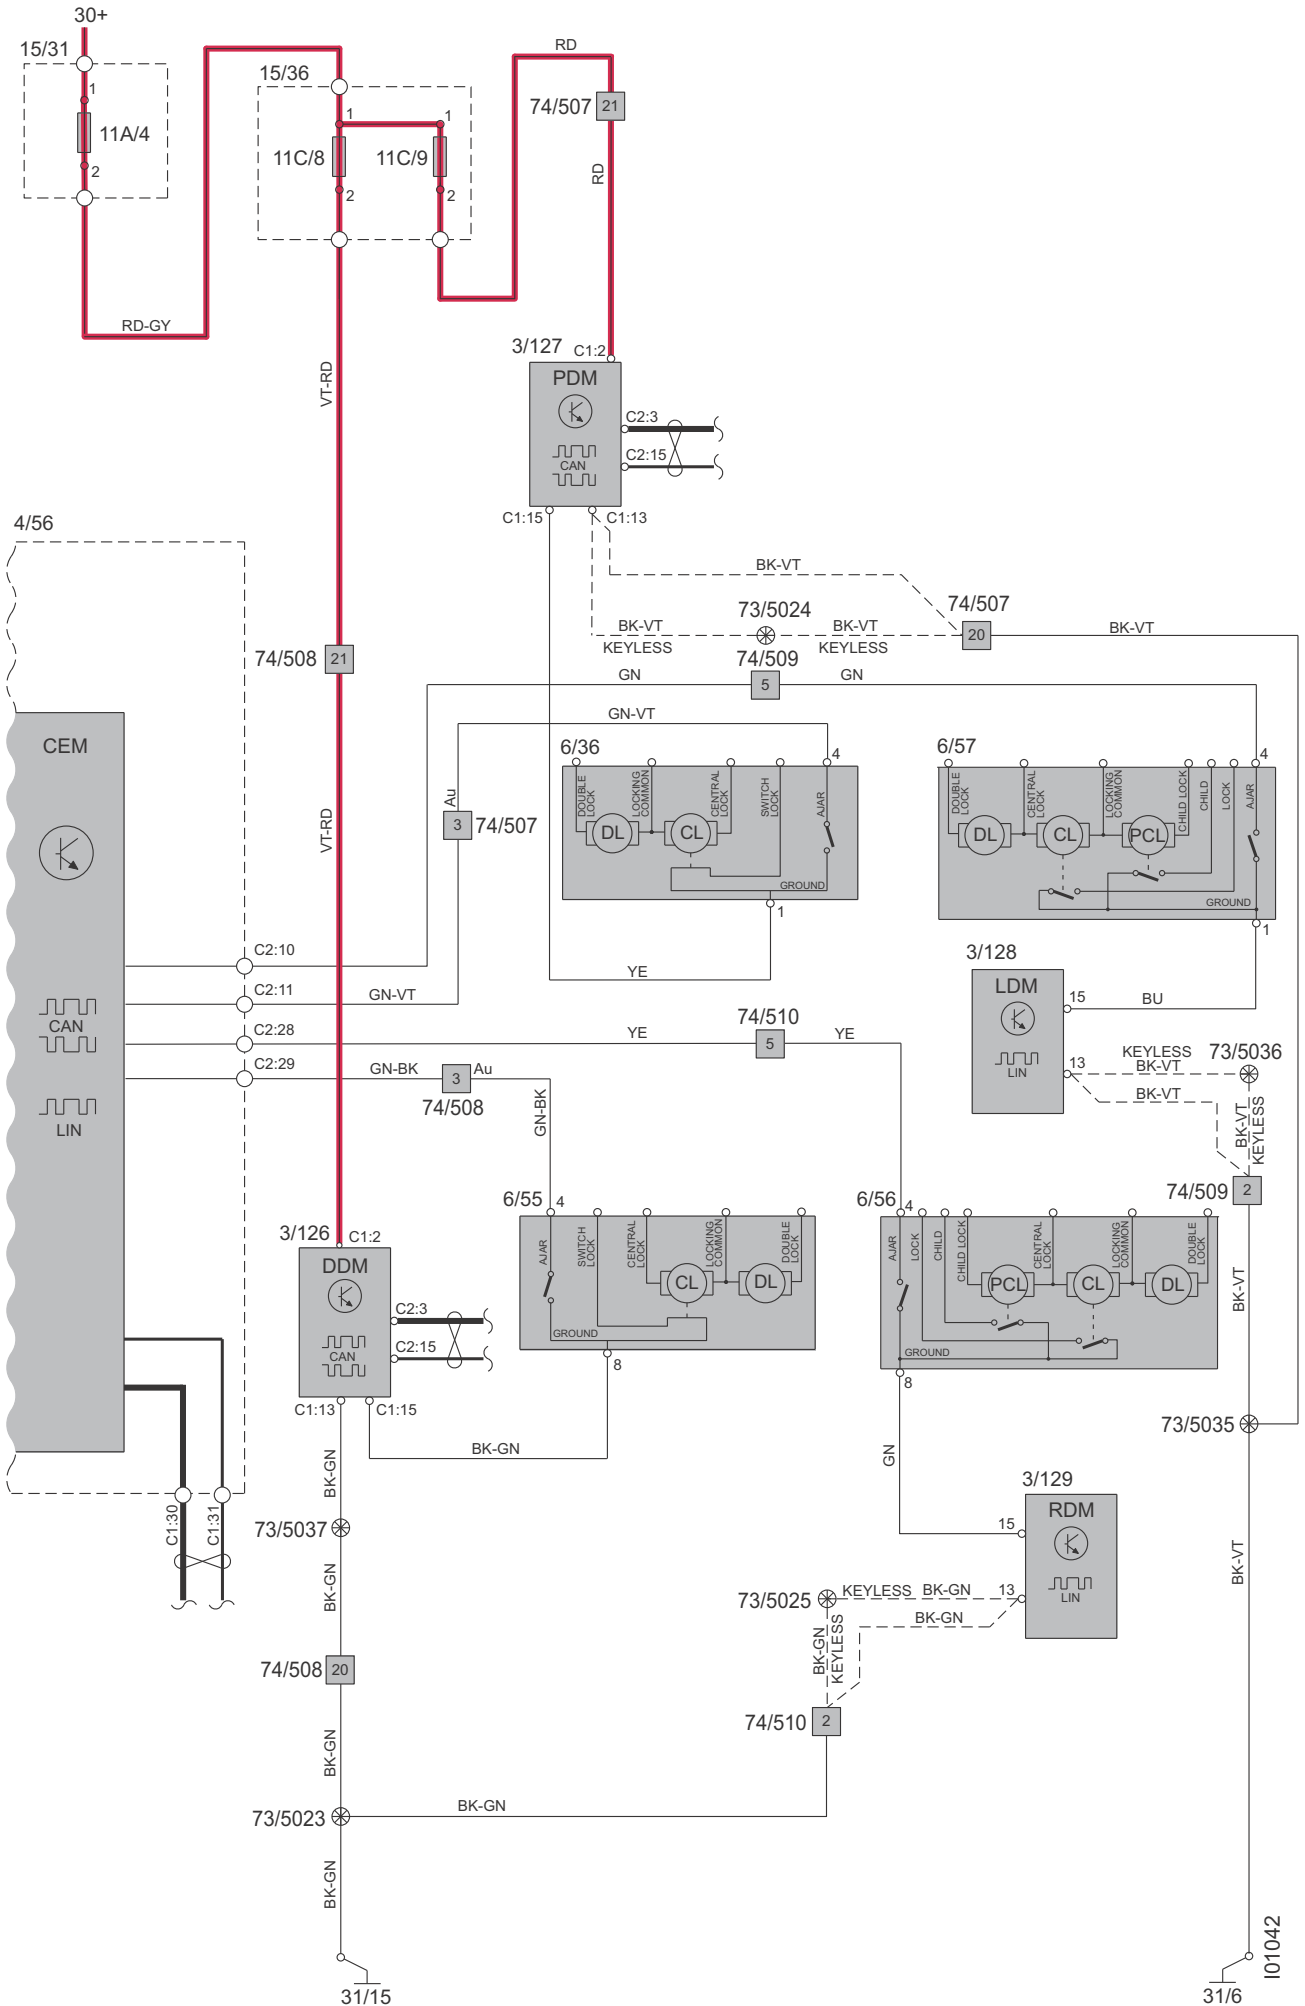 30+
15/31
1
11A/4
2
RD-GY
15/36
1
1
11C/8
11C/9
2
2
RD
74/507
21
RD
VT-RD
3/127
C1:2
PDM
C2:3
C2:15
CAN
C1:15
C1:13
4/56
BK-VT
73/5024
74/507
BK-VT
BK-VT
20
BK-VT
KEYLESS
KEYLESS
74/508
21
74/509
GN
5
GN
GN-VT
CEM
6/36
4
DOUBLE LOCK
LOCKING COMMON
CENTRAL LOCK
SWITCH LOCK
AJAR
DL
CL
GROUND
1
6/57
4
DOUBLE LOCK
CENTRAL LOCK
LOCKING COMMON
CHILD LOCK
CHILD
LOCK
AJAR
DL
CL
PCL
GROUND
1
Au
3
74/507
VT-RD
C2:10
YE
3/128
LDM
15
BU
LIN
13
KEYLESS
BK-VT
73/5036
BK-VT
BK-VT
KEYLESS
C2:11
GN-VT
CAN
C2:28
YE
74/510
5
YE
C2:29
GN-BK
3
Au
74/508
GN-BK
LIN
74/509
2
6/55
4
AJAR
SWITCH LOCK
CENTRAL LOCK
LOCKING COMMON
DOUBLE LOCK
CL
DL
GROUND
8
6/56
4
AJAR
LOCK
CHILD
CHILD LOCK
CENTRAL LOCK
LOCKING COMMON
DOUBLE LOCK
PCL
CL
DL
GROUND
8
3/126
C1:2
DDM
C2:3
C2:15
CAN
C1:13
C1:15
BK-VT
73/5035
BK-GN
BK-GN
GN
3/129
RDM
15
LIN
13
C1:30
C1:31
73/5037
BK-GN
BK-VT
73/5025
KEYLESS
BK-GN
BK-GN
BK-GN
KEYLESS
74/508
20
74/510
2
BK-GN
73/5023
BK-GN
BK-GN
31/15
31/6
I01042